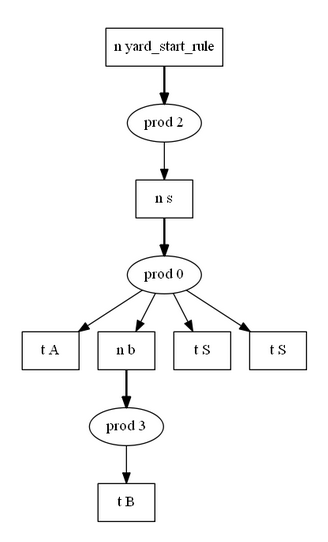 n yard_start_rule
prod 2
n s
prod 0
t A
n b
t S
t S
prod 3
t B